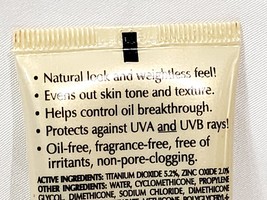 • Natural look and weightless feel!
• Evens out skin tone and texture.
• Helps control oil breakthrough.
• Protects against UVA and UVB rays!
• Oil-free, fragrance-free, free of
irritants, non-pore-clogging.
ACTIVE INGREDIENTS: TITANIUM DIOXIDE 5.2%, ZINC OXIDE 2.0%
OTHER INGREDIENTS: WATER, CYCLOMETHICONE, PROPYLENE
GLYCOL, DIMETHICONE, SODIUM CHLORIDE, DIMETHICONE